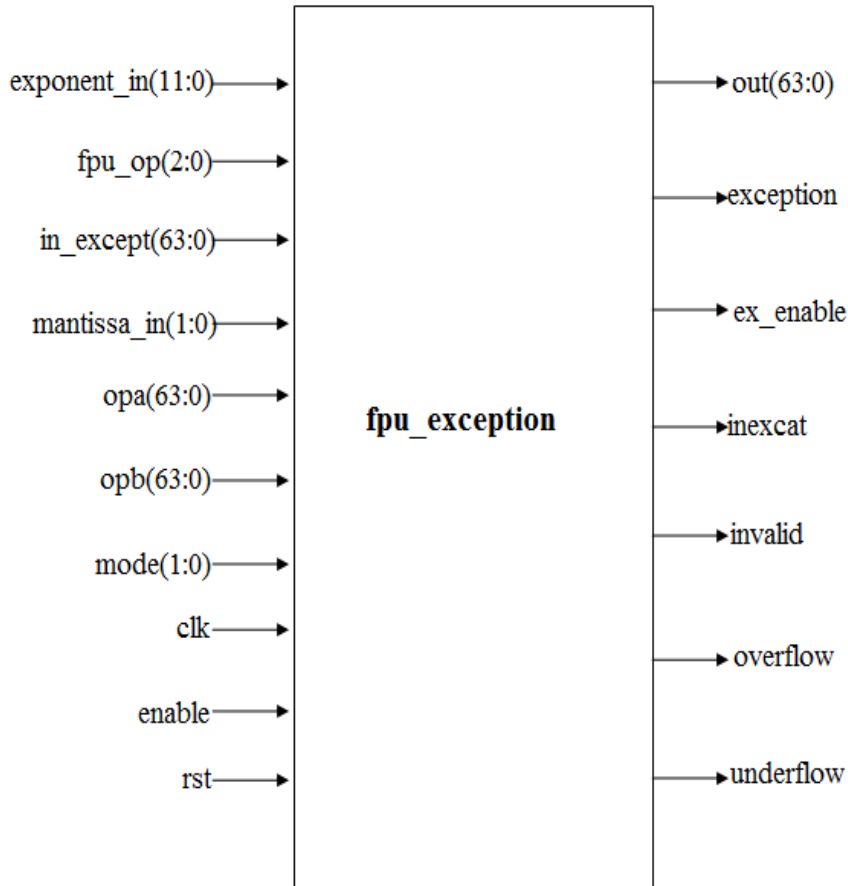 exponent_in(11:0)
fpu_op(2:0)
in_except(63:0)
mantissa_in(1:0)
opa(63:0)
opb(63:0)
mode(1:0)
clk
enable
rst
fpu_exception
out(63:0)
exception
ex_enable
inexcat
invalid
overflow
underflow